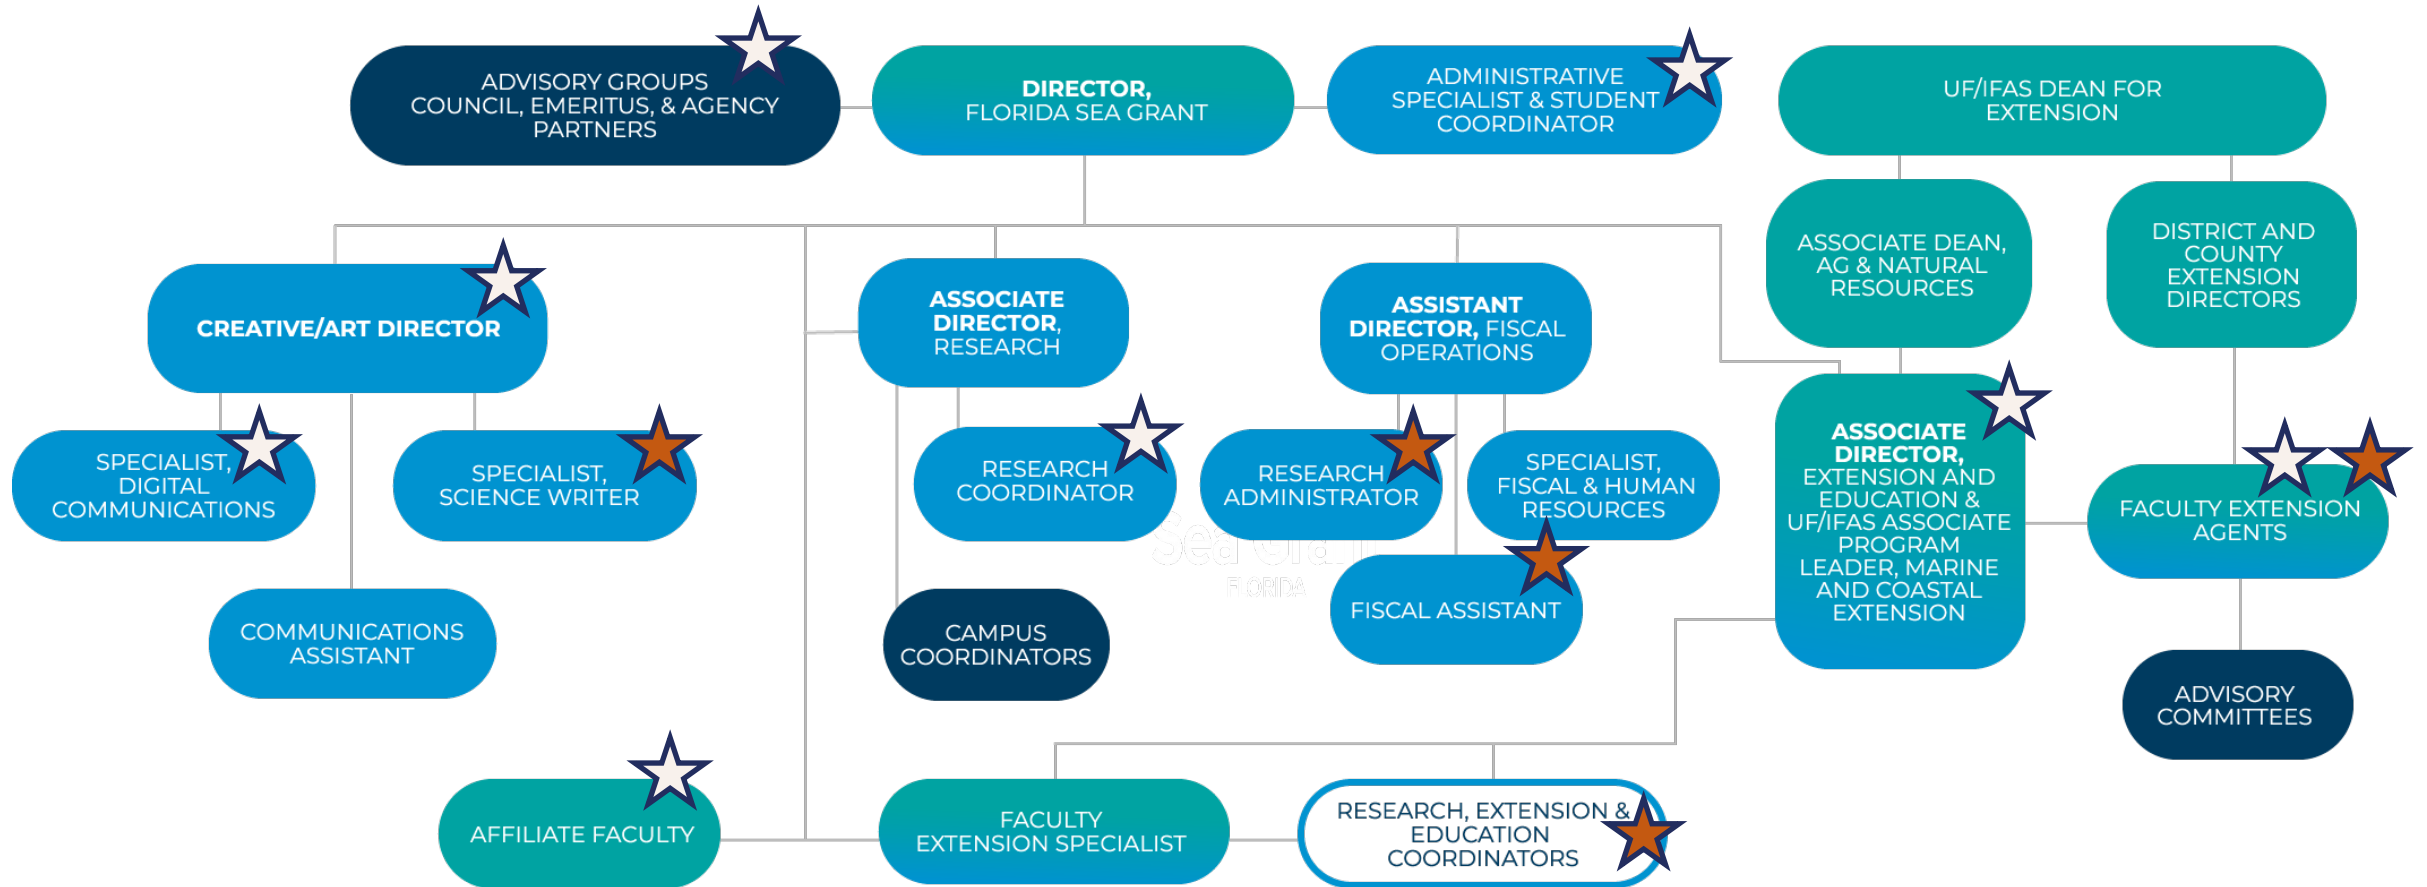 ADVISORY GROUPS
COUNCIL, EMERITUS, & AGENCY
PARTNERS
DIRECTOR,
FLORIDA SEA GRANT
ADMINISTRATIVE
SPECIALIST & STUDENT
COORDINATOR
UF/IFAS DEAN FOR
EXTENSION
ASSOCIATE DEAN,
AG & NATURAL
RESOURCES
DISTRICT AND
COUNTY
EXTENSION
DIRECTORS
CREATIVE/ART DIRECTOR
ASSOCIATE
DIRECTOR,
RESEARCH
ASSISTANT
DIRECTOR, FISCAL
OPERATIONS
SPECIALIST,
DIGITAL
COMMUNICATIONS
SPECIALIST,
SCIENCE WRITER
RESEARCH
COORDINATOR
RESEARCH
ADMINISTRATOR
SPECIALIST,
FISCAL & HUMAN
RESOURCES
ASSOCIATE
DIRECTOR,
EXTENSION AND
EDUCATION &
UF/IFAS ASSOCIATE
PROGRAM
LEADER, MARINE
AND COASTAL
EXTENSION
FACULTY EXTENSION
AGENTS
Sea Grant
FLORIDA
COMMUNICATIONS
ASSISTANT
CAMPUS
COORDINATORS
FISCAL ASSISTANT
ADVISORY
COMMITTEES
AFFILIATE FACULTY
FACULTY
EXTENSION SPECIALIST
RESEARCH, EXTENSION &
EDUCATION
COORDINATORS